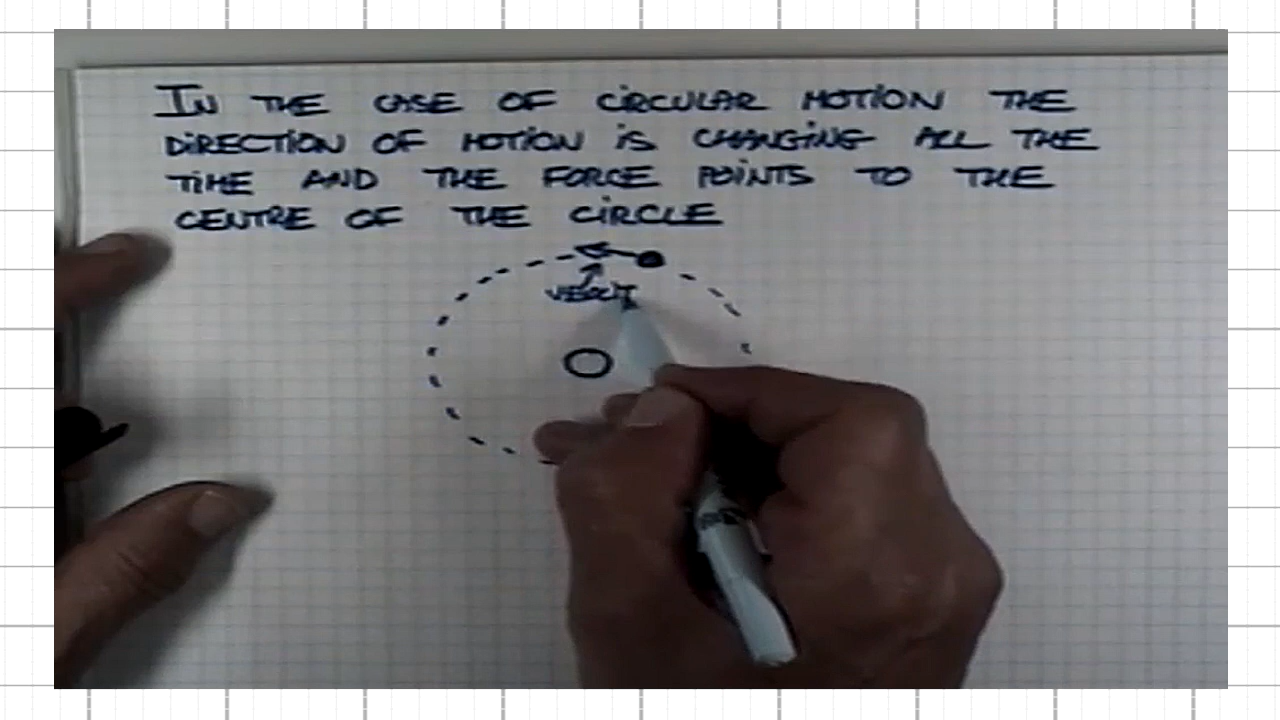 IN THE CASE OF CIRCULAR MOTION THE
DIRECTION OF MOTION IS CHANGING ALL THE
TIME AND THE FORCE POINTS TO THE
CENTRE OF THE CIRCLE
VELOCIT